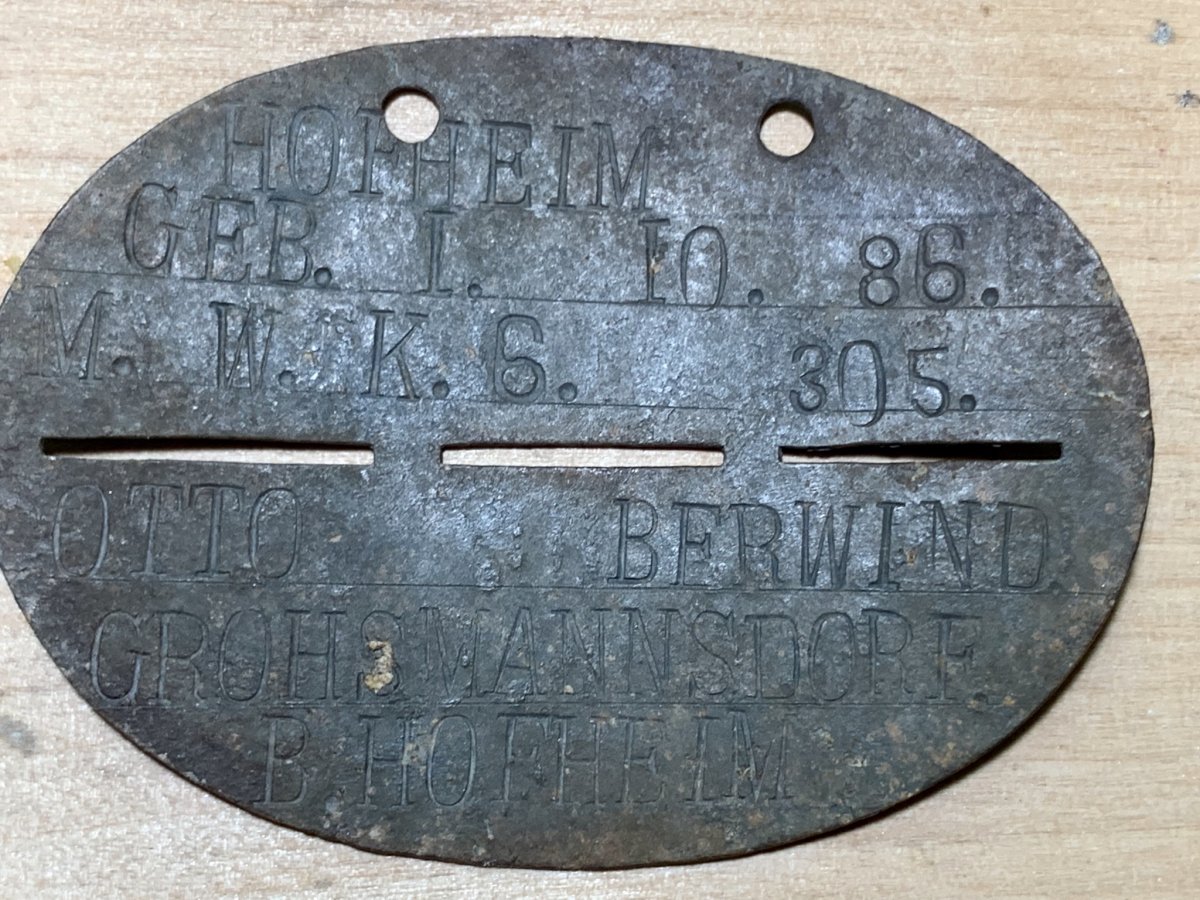 HOFHEIM
GEB. 1. 10. 86.
M. W. K. 6. 305.
OTTO BERWIND
GROHSMANNSDORF.
B. HOFHEIM